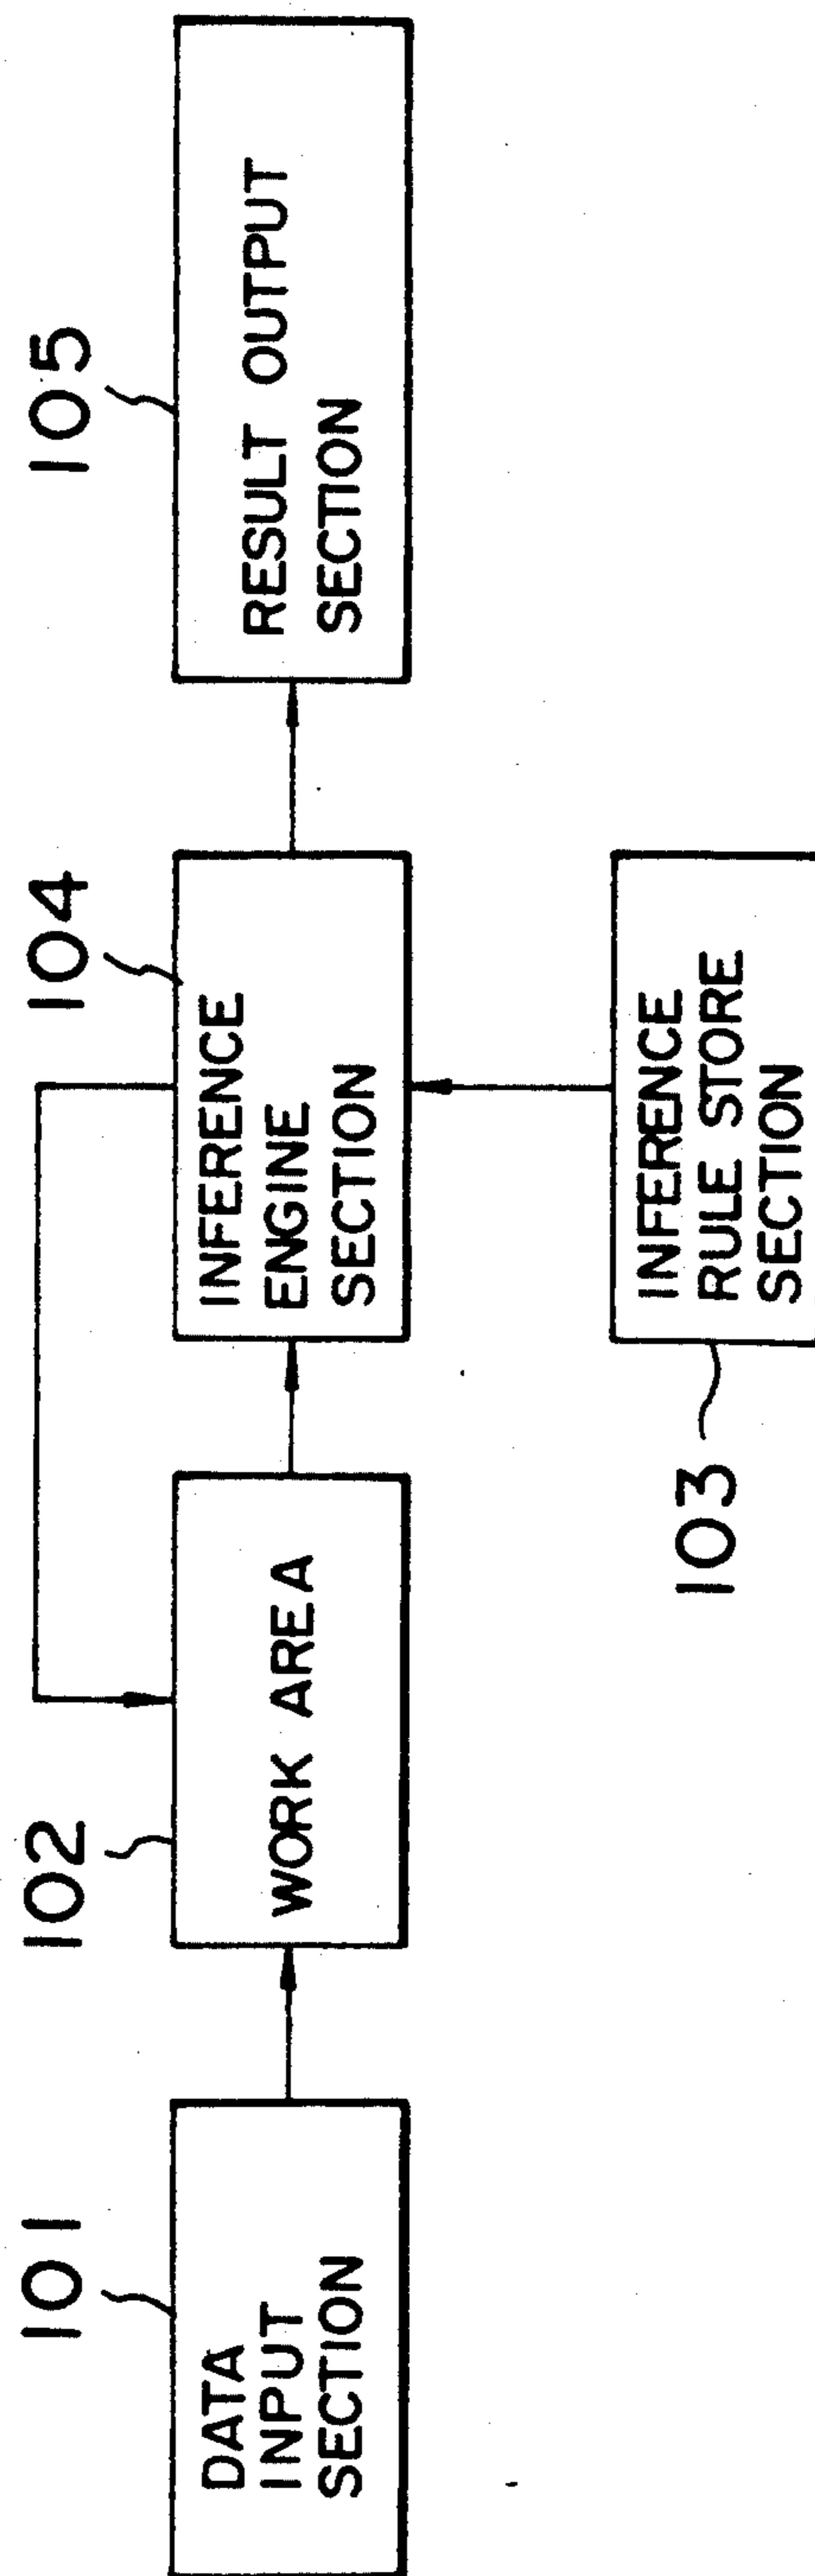 101
DATA
INPUT
SECTION
102
WORK AREA
104
INFERENCE
ENGINE
SECTION
105
RESULT OUTPUT
SECTION
103
INFERENCE
RULE STORE
SECTION